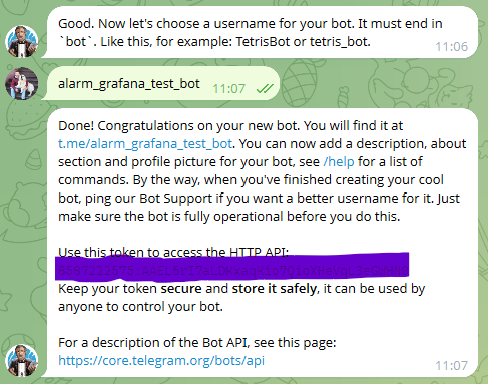 Good. Now let's choose a username for your bot. It must end in
`bot`. Like this, for example: TetrisBot or tetris_bot.
11:06
alarm_grafana_test_bot
11:07
Done! Congratulations on your new bot. You will find it at
t.me/alarm_grafana_test_bot. You can now add a description, about
section and profile picture for your bot, see /help for a list of
commands. By the way, when you've finished creating your cool
bot, ping our Bot Support if you want a better username for it. Just
make sure the bot is fully operational before you do this.
Use this token to access the HTTP API:
Keep your token secure and store it safely, it can be used by
anyone to control your bot.
For a description of the Bot API, see this page:
https://core.telegram.org/bots/api
11:07